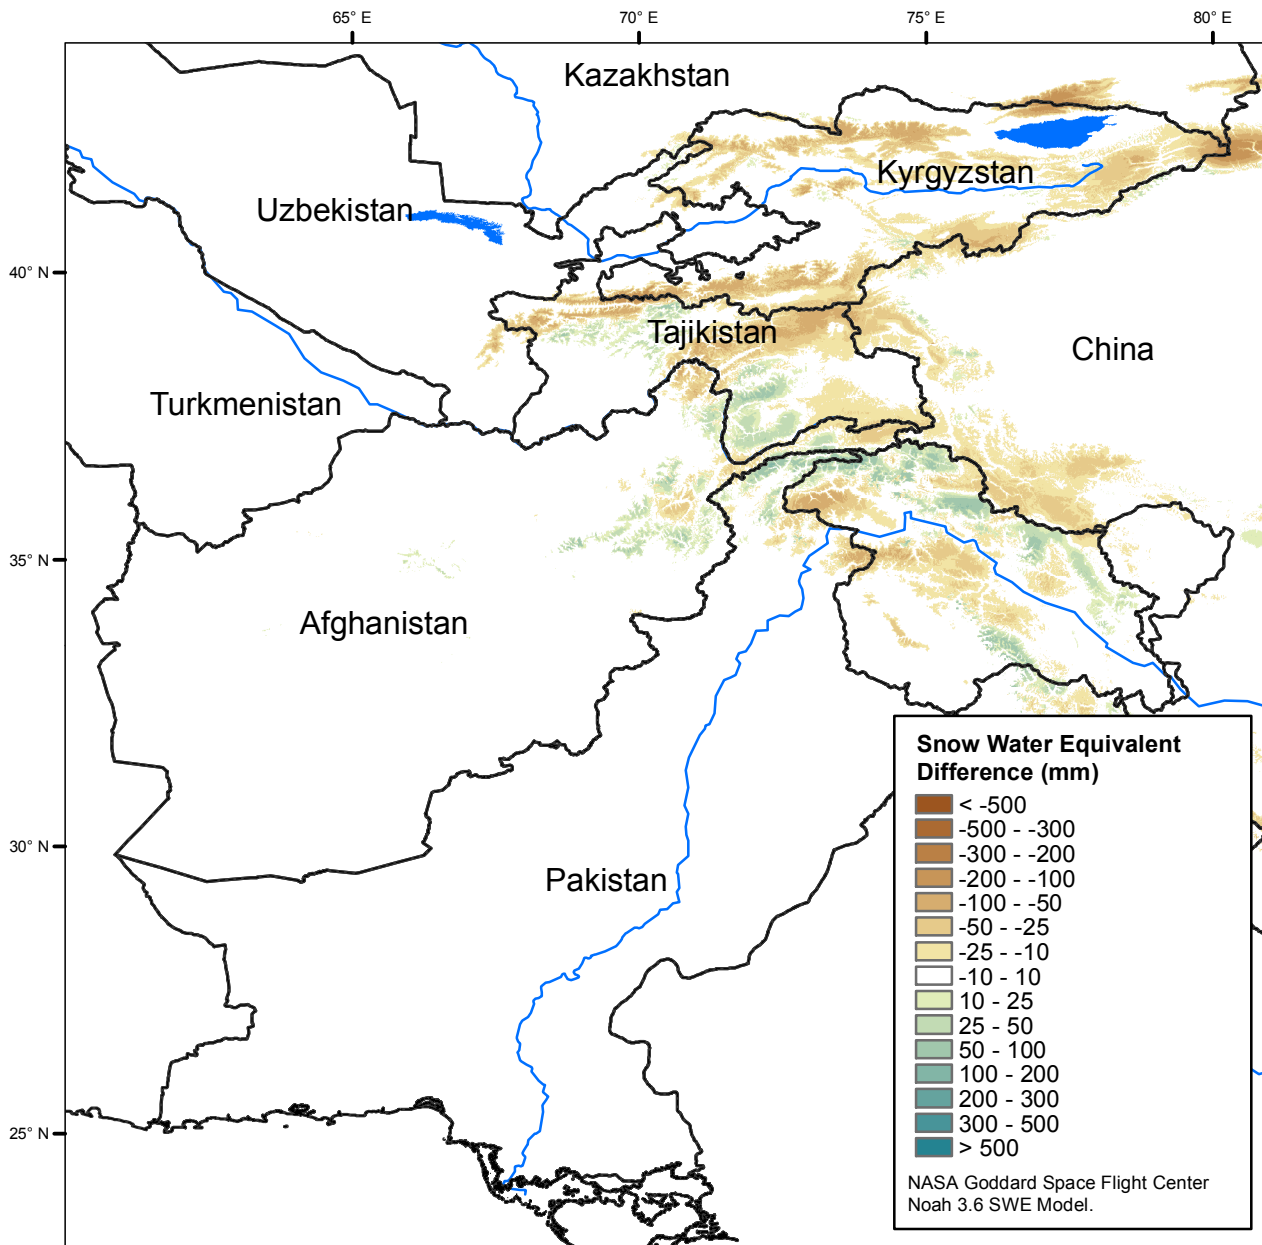 65° E
70° E
75° E
80° E
Kazakhstan
Kyrgyzstan
Uzbekistan
40° N
Tajikistan
China
Turkmenistan
35° N
Afghanistan
30° N
Pakistan
25° N
Snow Water Equivalent
Difference (mm)
< -500
-500 - -300
-300 - -200
-200 - -100
-100 - -50
-50 - -25
-25 - -10
-10 - 10
10 - 25
25 - 50
50 - 100
100 - 200
200 - 300
300 - 500
> 500
NASA Goddard Space Flight Center
Noah 3.6 SWE Model.